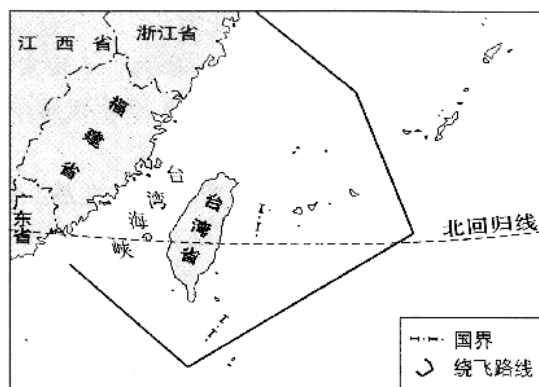 江西省
浙江省
福建省
广东省
台湾海峡
台湾省
北回归线
国界
绕飞路线